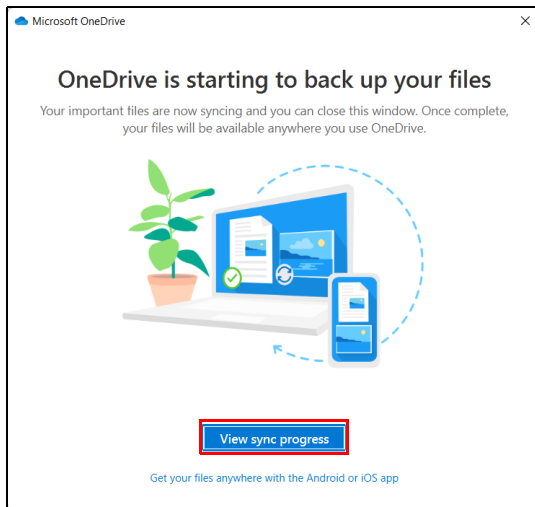 Microsoft OneDrive
OneDrive is starting to back up your files
Your important files are now syncing and you can close this window. Once complete,
your files will be available anywhere you use OneDrive.
View sync progress
Get your files anywhere with the Android or iOS app